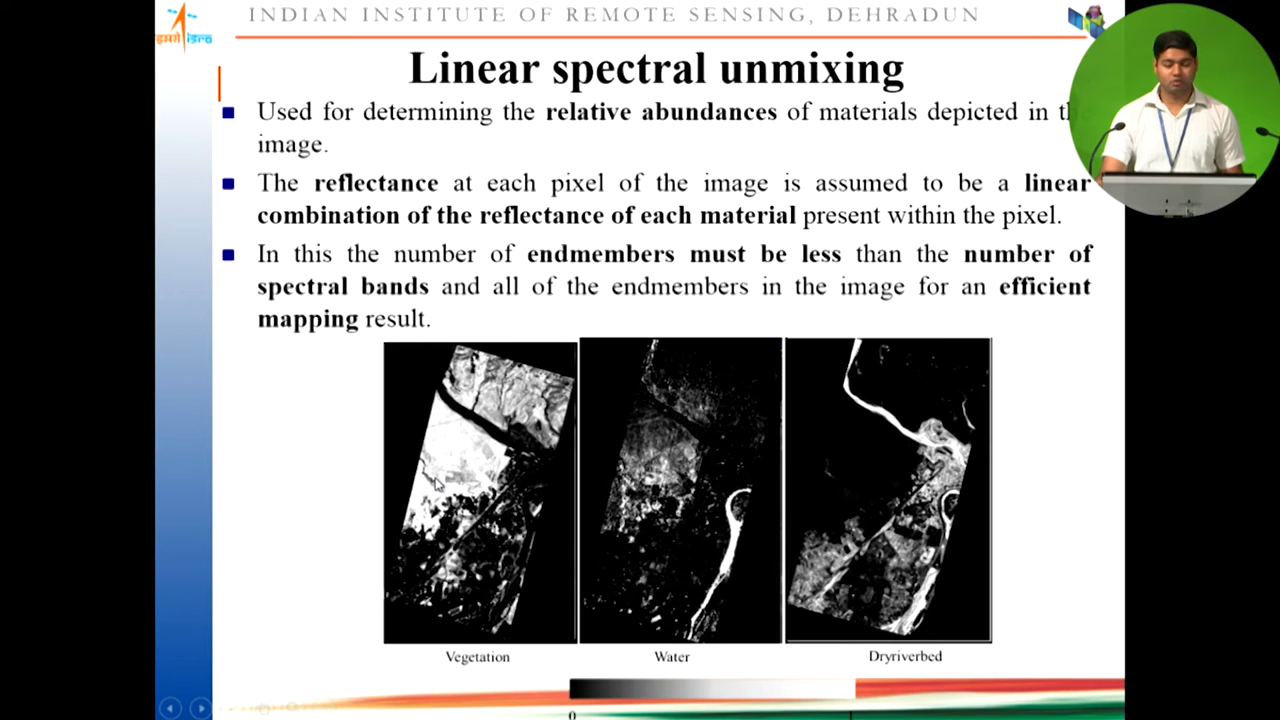 INDIAN INSTITUTE OF REMOTE SENSING, DEHRADUN
इसरो isro
Linear spectral unmixing
Used for determining the relative abundances of materials depicted in
image.
The reflectance at each pixel of the image is assumed to be a linear
combination of the reflectance of each material present within the pixel.
In this the number of endmembers must be less than the number of
spectral bands and all of the endmembers in the image for an efficient
mapping result.
Vegetation Water Dryriverbed
0